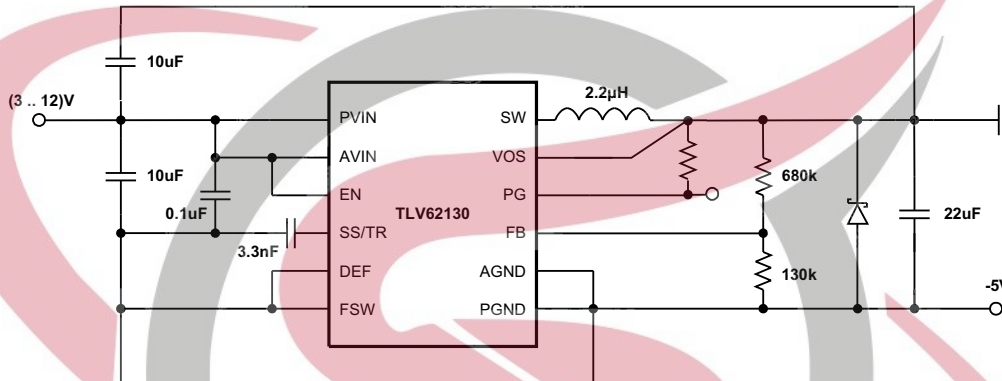 10uF
(3 .. 12)V
2.2µH
PVIN
SW
AVIN
VOS
10uF
680k
EN
PG
0.1uF
TLV62130
22uF
3.3nF
SS/TR
FB
DEF
AGND
130k
FSW
PGND
-5V